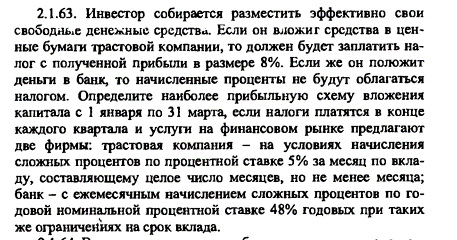 2.1.63. Инвестор собирается разместить эффективно свои
свободные денежные средства. Если он вложит средства в цен-
ные бумаги трастовой компании, то должен будет заплатить на-
лог с полученной прибыли в размере 8%. Если же он положит
деньги в банк, то начисленные проценты не будут облагаться
налогом. Определите наиболее прибыльную схему вложения
капитала с 1 января по 31 марта, если налоги платятся в конце
каждого квартала и услуги на финансовом рынке предлагают
две фирмы: трастовая компания – на условиях начисления
сложных процентов по процентной ставке 5% за месяц по вкла-
ду, составляющему целое число месяцев, но не менее месяца;
банк – с ежемесячным начислением сложных процентов по го-
довой номинальной процентной ставке 48% годовых при таких
же ограничениях на срок вклада.